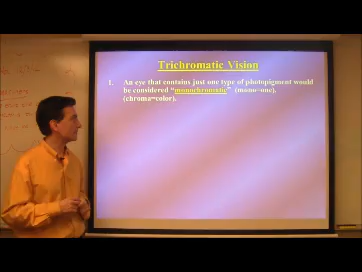 Trichromatic Vision
1. An eye that contains just one type of photopigment would
be considered "monochromatic" (mono=one),
(chroma=color).